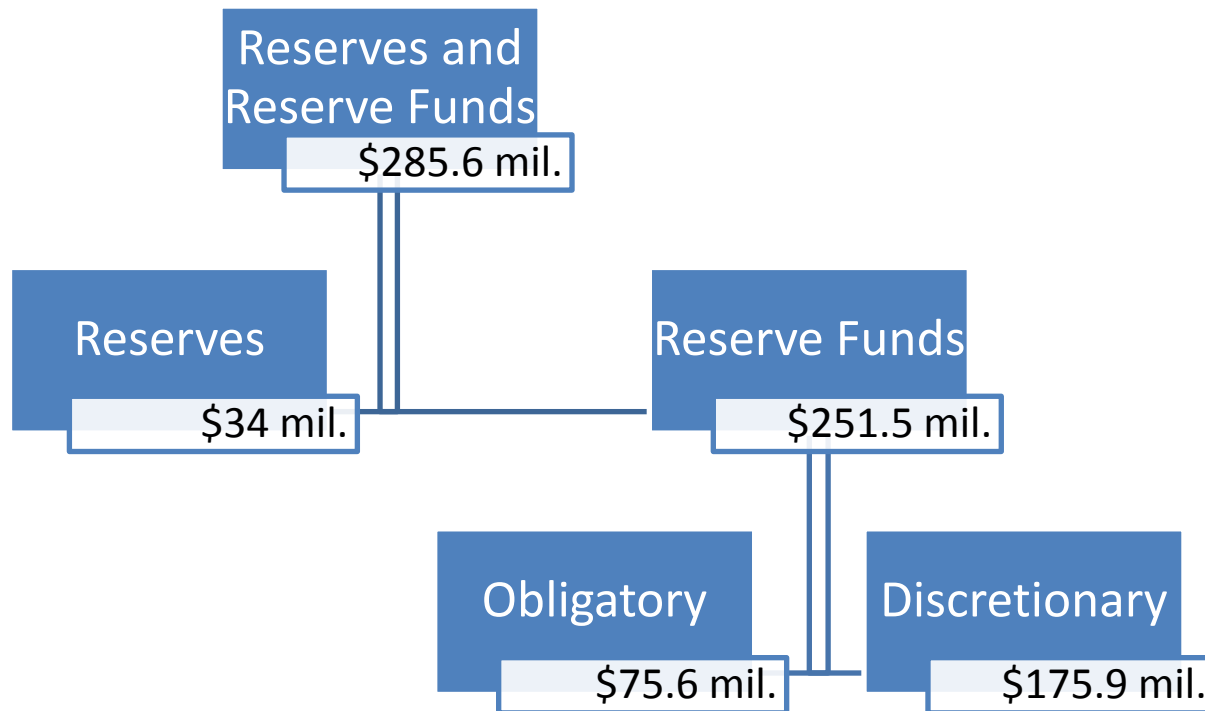 Reserves and
Reserve Funds
$285.6 mil.
Reserves
$34 mil.
Reserve Funds
$251.5 mil.
Obligatory
$75.6 mil.
Discretionary
$175.9 mil.